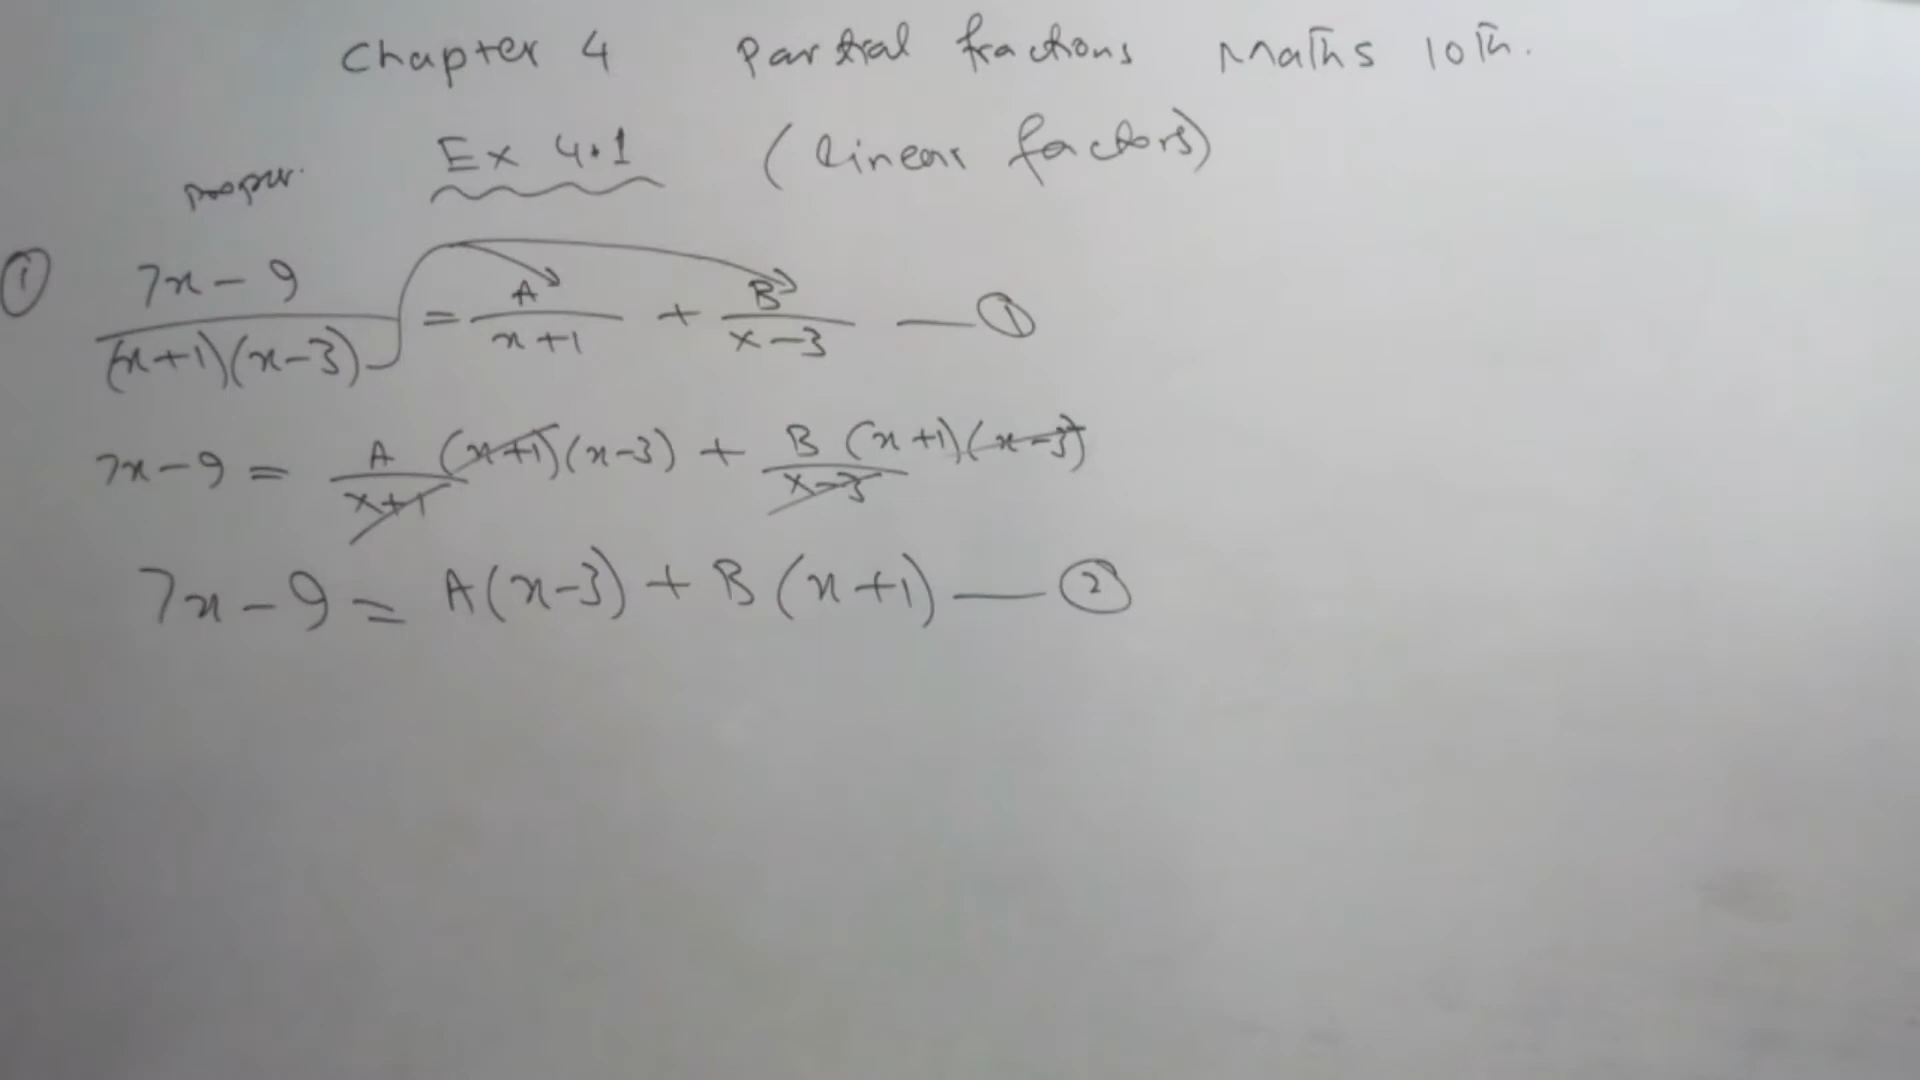 Chapter 4 Partial fractions Maths 10th.
Ex 4.1 (linear factors)
proper.
① 7x - 9 / (x+1)(x-3) = A / x+1 + B / x-3 — ①
7x - 9 = A / x+1 (x+1)(x-3) + B / x-3 (x+1)(x-3)
7x - 9 = A(x-3) + B(x+1) — ②